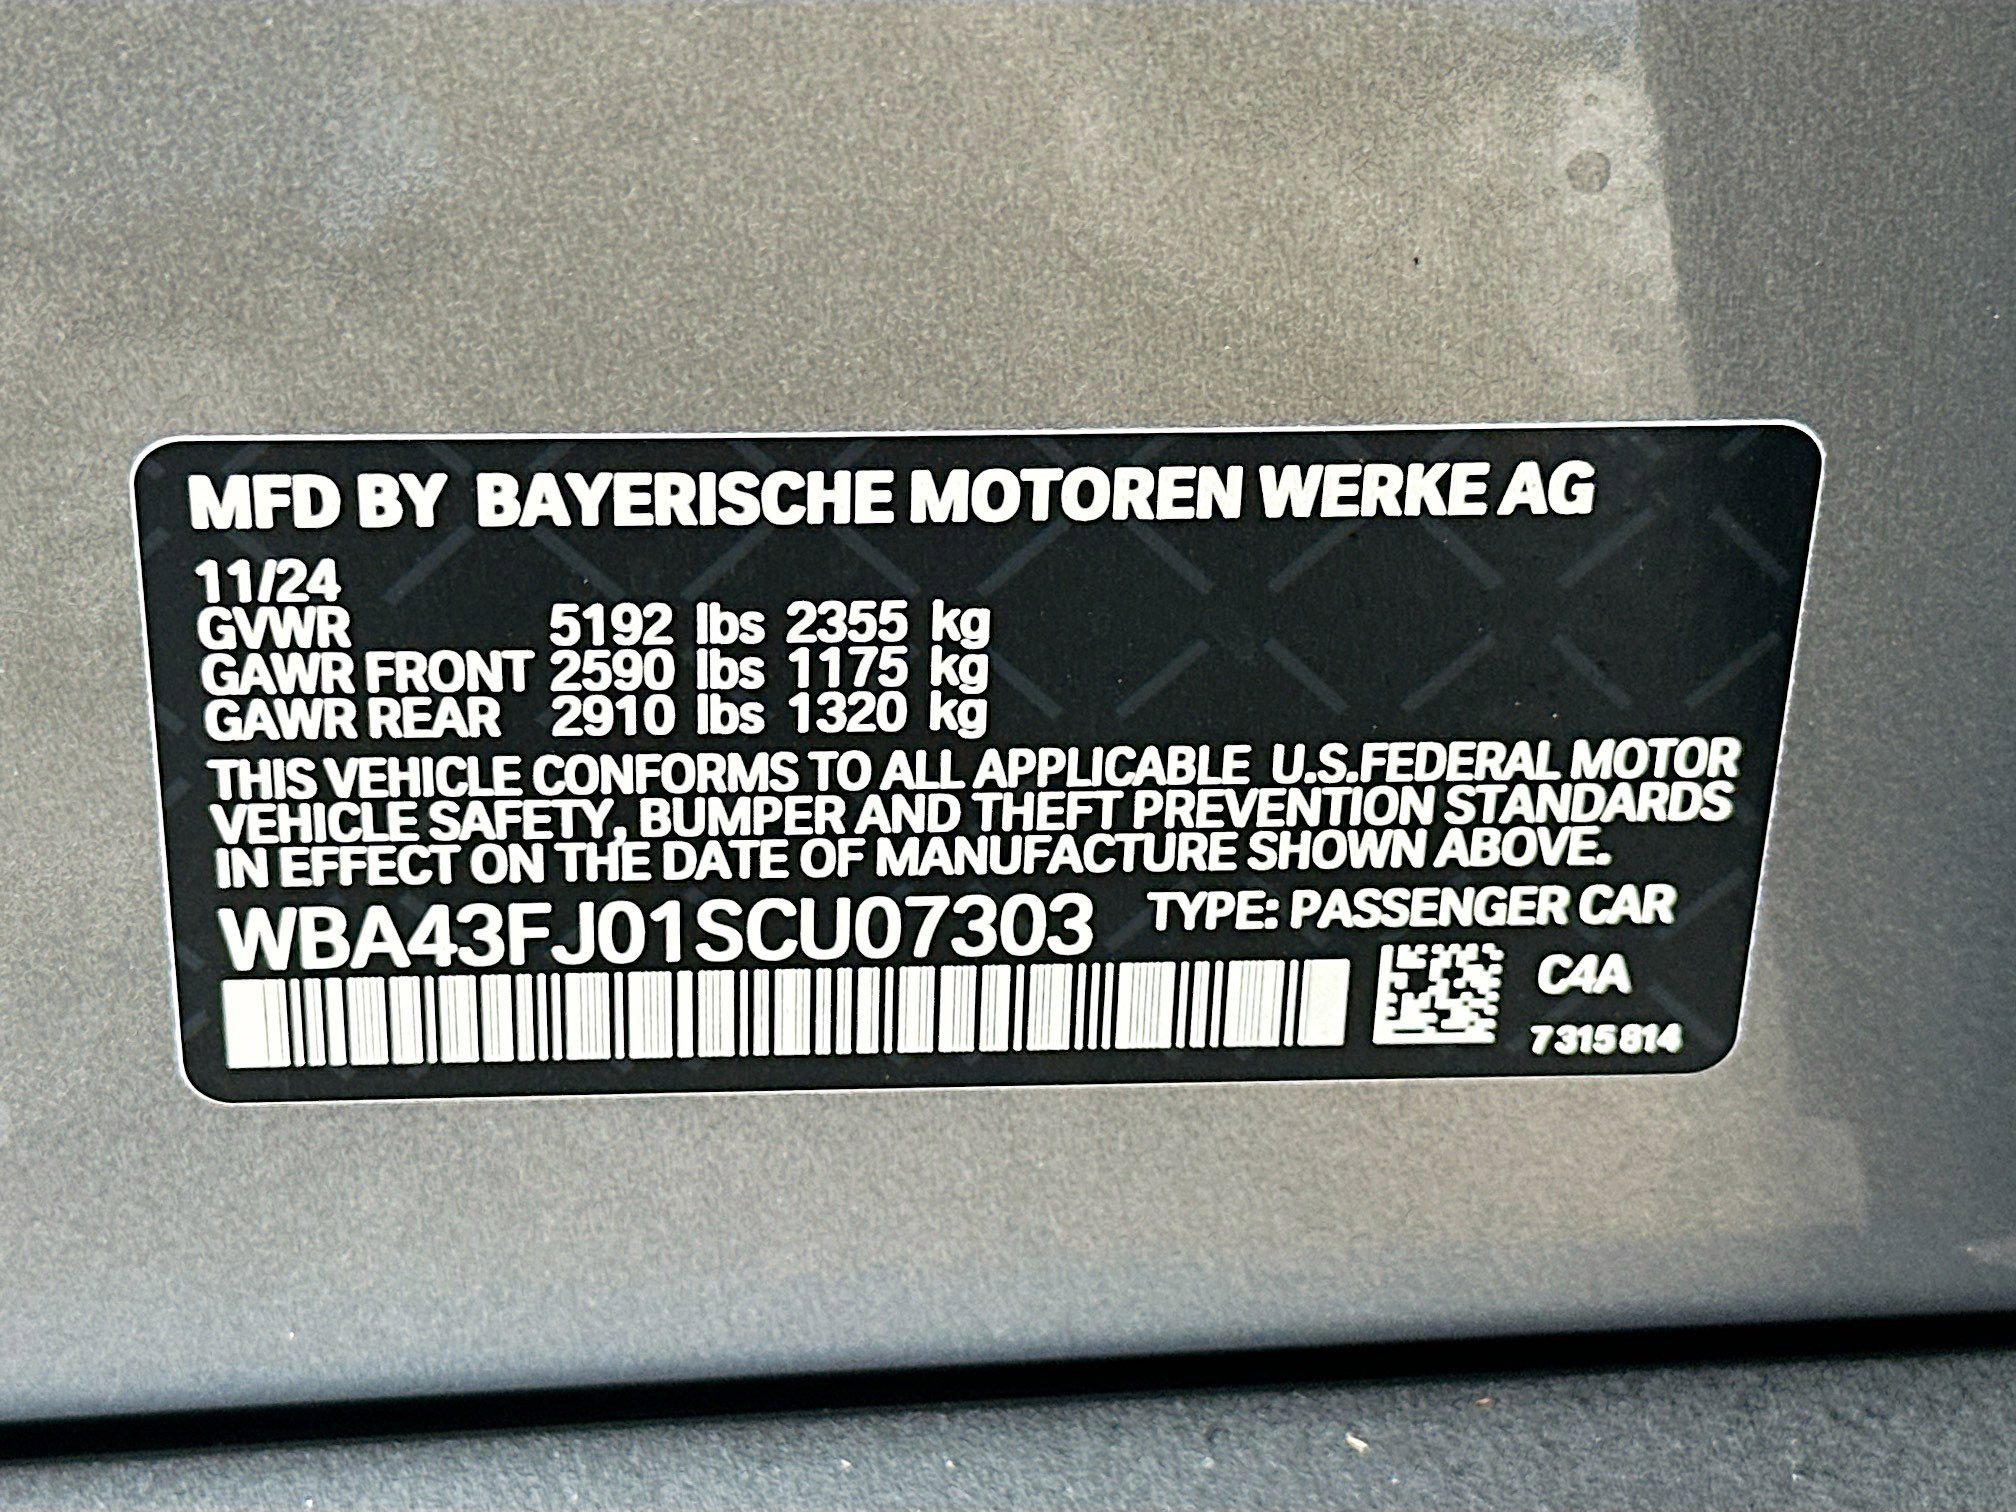 MFD BY BAYERISCHE MOTOREN WERKE AG
11/24
GVWR 5192 lbs 2355 kg
GAWR FRONT 2590 lbs 1175 kg
GAWR REAR 2910 lbs 1320 kg
THIS VEHICLE CONFORMS TO ALL APPLICABLE U.S.FEDERAL MOTOR
VEHICLE SAFETY, BUMPER AND THEFT PREVENTION STANDARDS
IN EFFECT ON THE DATE OF MANUFACTURE SHOWN ABOVE.
WBA43FJ01SCU07303 TYPE: PASSENGER CAR
C4A
7315814